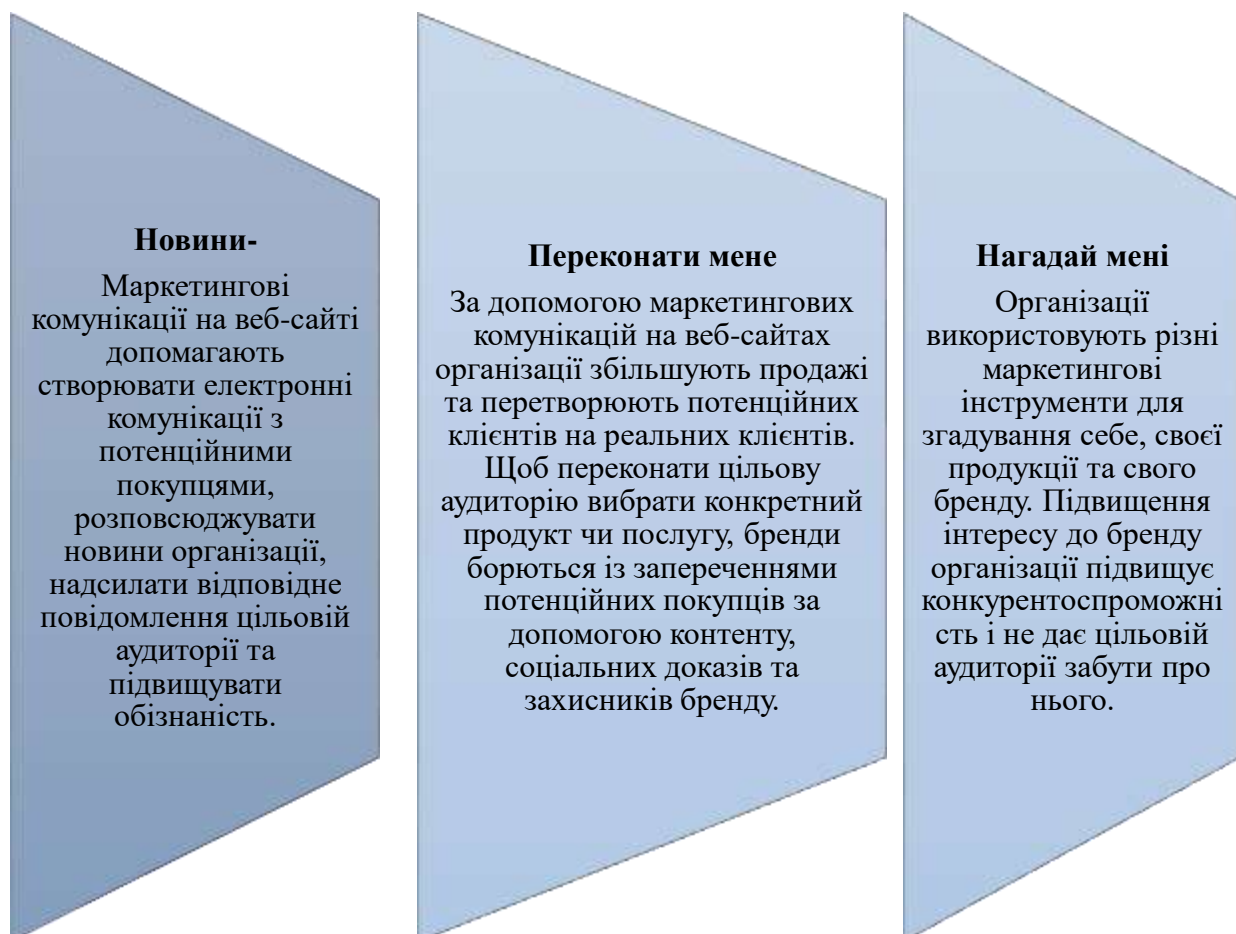 Новини-
Маркетингові
комунікації на веб-сайті
допомагають
створювати електронні
комунікації з
потенційними
покупцями,
розповсюджувати
новини організації,
надсилати відповідне
повідомлення цільовій
аудиторії та
підвищувати
обізнаність.
Переконати мене
За допомогою маркетингових
комунікацій на веб-сайтах
організації збільшують продажі
та перетворюють потенційних
клієнтів на реальних клієнтів.
Щоб переконати цільову
аудиторію вибрати конкретний
продукт чи послугу, бренди
борються із запереченнями
потенційних покупців за
допомогою контенту,
соціальних доказів та
захисників бренду.
Нагадай мені
Організації
використовують різні
маркетингові
інструменти для
згадування себе, своєї
продукції та свого
бренду. Підвищення
інтересу до бренду
організації підвищує
конкурентоспроможні
сть і не дає цільовій
аудиторії забути про
нього.